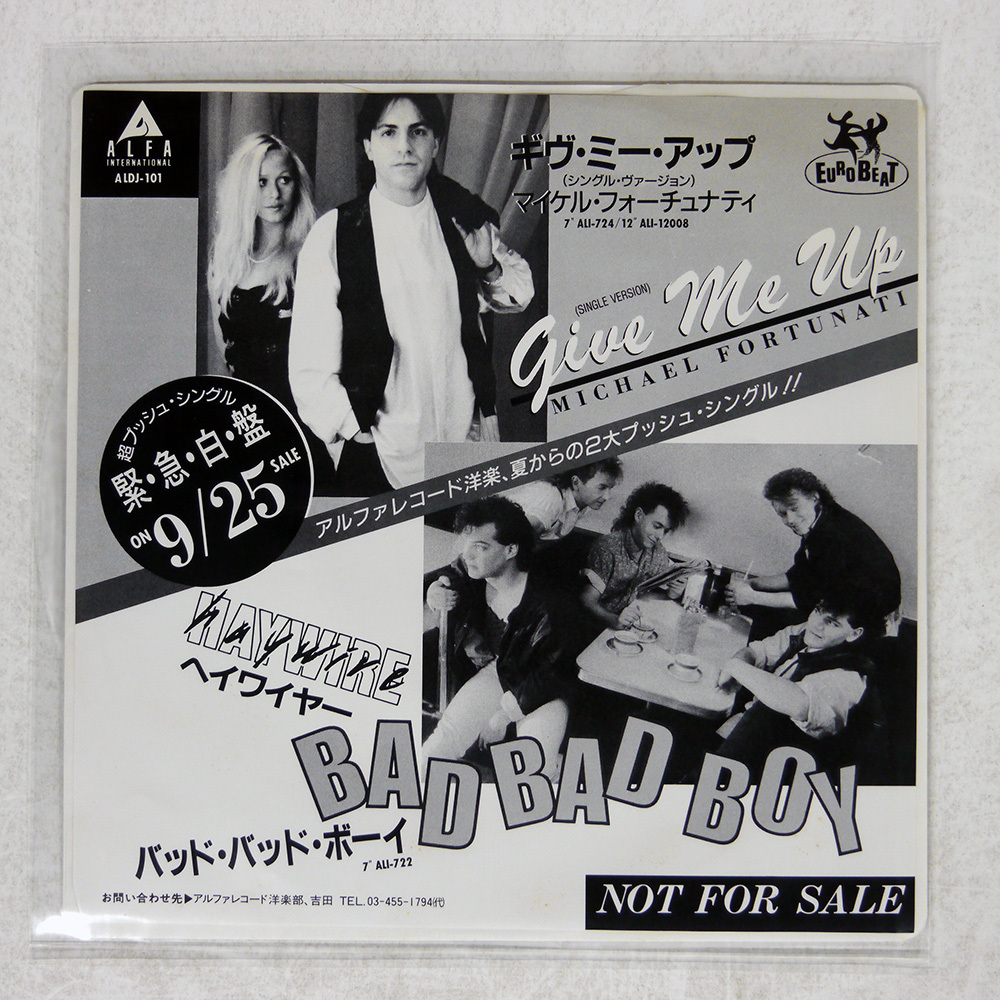 ALFA
INTERNATIONAL
ALDJ-101
ギヴ・ミー・アップ
(シングル・ヴァージョン)
マイケル・フォーチュナティ
7" ALI-724/12" ALI-12008
EUROBEAT
(SINGLE VERSION)
Give Me Up
MICHAEL FORTUNATI
超プッシュ・シングル
緊・急・白・盤
ON 9/25 SALE
アルファレコード洋楽、夏からの2大プッシュ・シングル!!
HAYWIRE
ヘイワイヤー
BAD BAD BOY
バッド・バッド・ボーイ
7" ALI-722
お問い合わせ先▶アルファレコード洋楽部、吉田 TEL.03-455-1794(代)
NOT FOR SALE